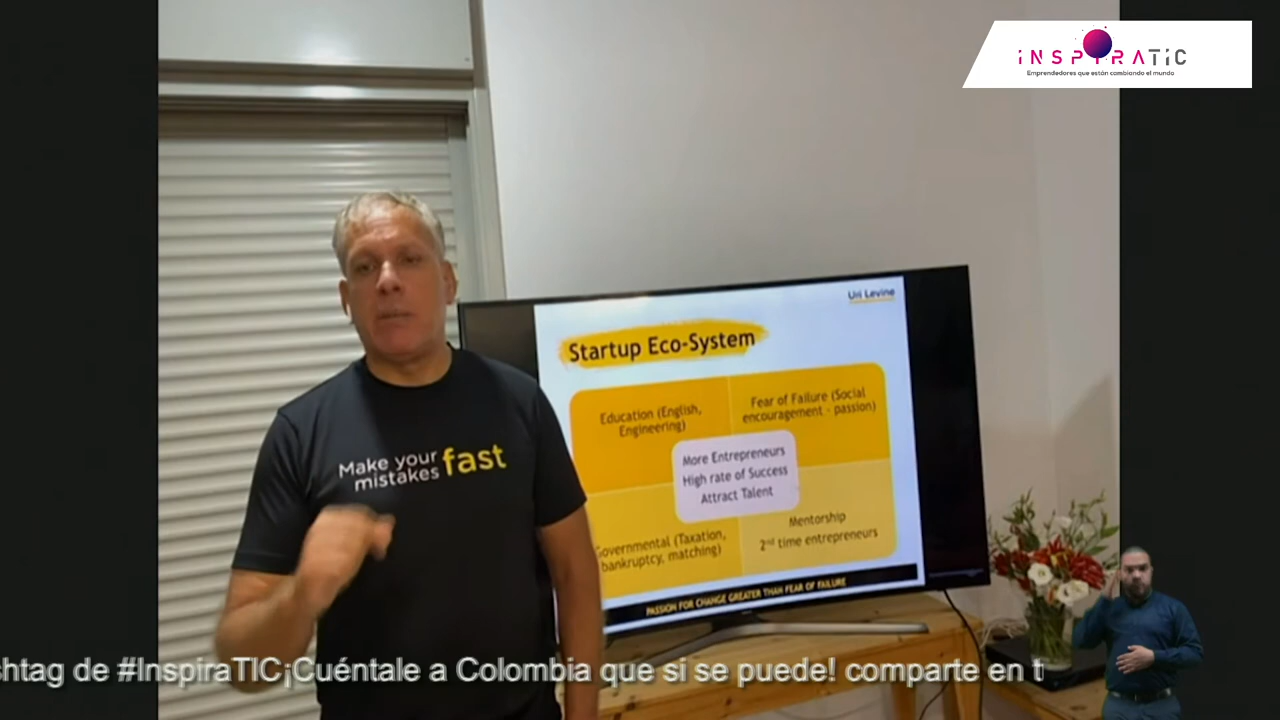 INSPIRATIC
Emprendedores que están cambiando el mundo
Uri Levine
Startup Eco-System
Education (English,
Engineering)
Fear of Failure (Social
encouragement - passion)
More Entrepreneurs
High rate of Success
Attract Talent
Governmental (Taxation,
bankruptcy, matching)
Mentorship
2nd time entrepreneurs
PASSION FOR CHANGE GREATER THAN FEAR OF FAILURE
Make your fast
mistakes
shtag de #InspiraTIC¡Cuéntale a Colombia que si se puede! comparte en t